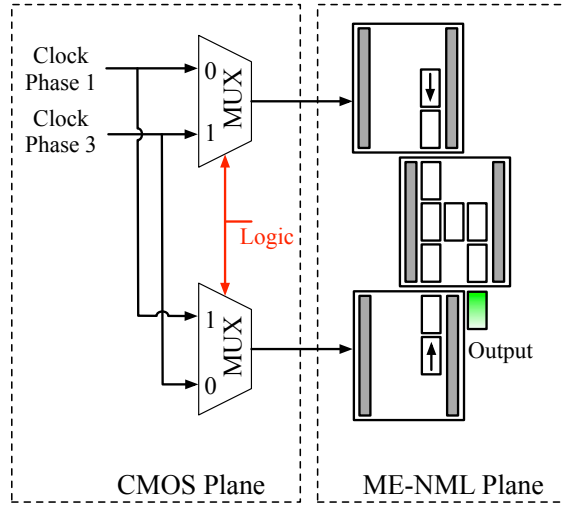 Clock
Phase 1
Clock
Phase 3
0
1
MUX
Logic
1
0
MUX
Output
CMOS Plane
ME-NML Plane